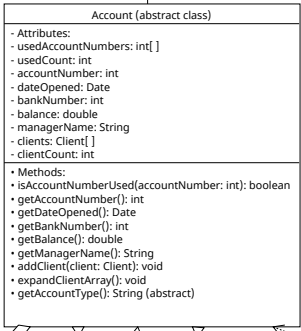 Account (abstract class)
- Attributes:
- usedAccountNumbers: int[ ]
- usedCount: int
- accountNumber: int
- dateOpened: Date
- bankNumber: int
- balance: double
- managerName: String
- clients: Client[ ]
- clientCount: int
• Methods:
• isAccountNumberUsed(accountNumber: int): boolean
• getAccountNumber(): int
• getDateOpened(): Date
• getBankNumber(): int
• getBalance(): double
• getManagerName(): String
• addClient(client: Client): void
• expandClientArray(): void
• getAccountType(): String (abstract)